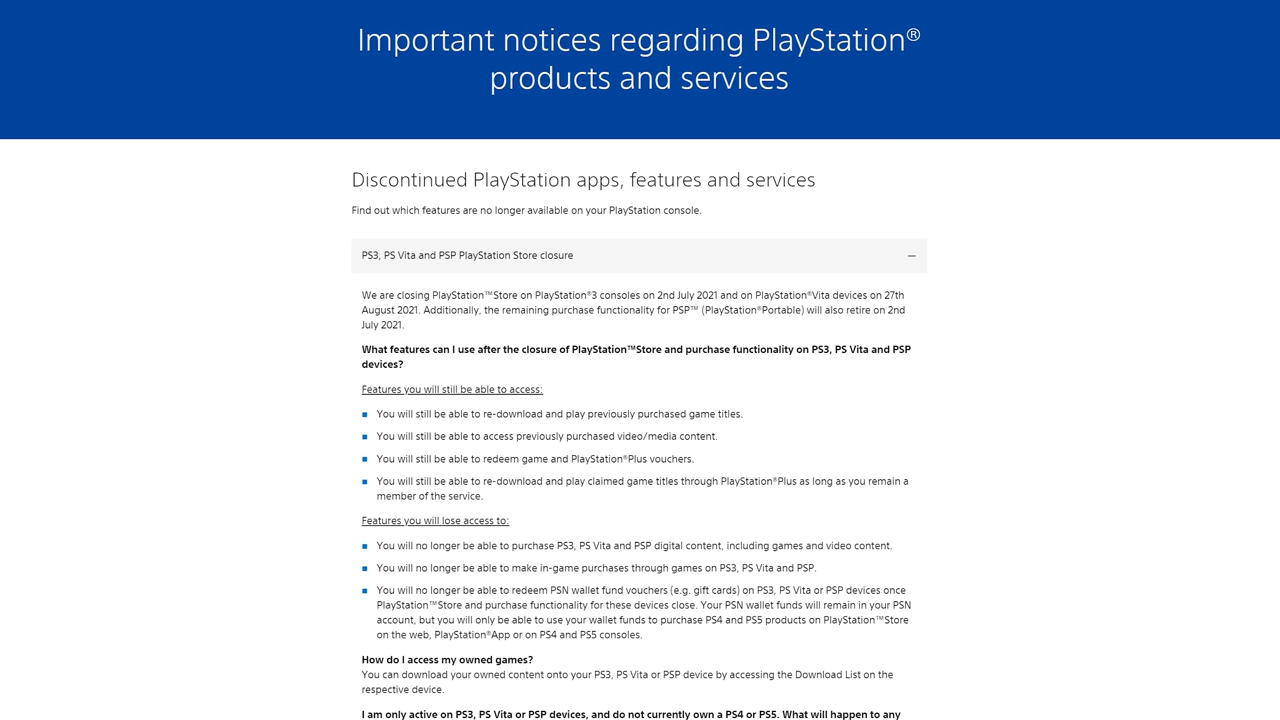 Important notices regarding PlayStation®
products and services
Discontinued PlayStation apps, features and services
Find out which features are no longer available on your PlayStation console.
PS3, PS Vita and PSP PlayStation Store closure
We are closing PlayStation™Store on PlayStation®3 consoles on 2nd July 2021 and on PlayStation®Vita devices on 27th
August 2021. Additionally, the remaining purchase functionality for PSP™ (PlayStation®Portable) will also retire on 2nd
July 2021.
What features can I use after the closure of PlayStation™Store and purchase functionality on PS3, PS Vita and PSP
devices?
Features you will still be able to access:
You will still be able to re-download and play previously purchased game titles.
You will still be able to access previously purchased video/media content.
You will still be able to redeem game and PlayStation®Plus vouchers.
You will still be able to re-download and play claimed game titles through PlayStation®Plus as long as you remain a
member of the service.
Features you will lose access to:
You will no longer be able to purchase PS3, PS Vita and PSP digital content, including games and video content.
You will no longer be able to make in-game purchases through games on PS3, PS Vita and PSP.
You will no longer be able to redeem PSN wallet fund vouchers (e.g. gift cards) on PS3, PS Vita or PSP devices once
PlayStation™Store and purchase functionality for these devices close. Your PSN wallet funds will remain in your PSN
account, but you will only be able to use your wallet funds to purchase PS4 and PS5 products on PlayStation™Store
on the web, PlayStation®App or on PS4 and PS5 consoles.
How do I access my owned games?
You can download your owned content onto your PS3, PS Vita or PSP device by accessing the Download List on the
respective device.
I am only active on PS3, PS Vita or PSP devices, and do not currently own a PS4 or PS5. What will happen to any